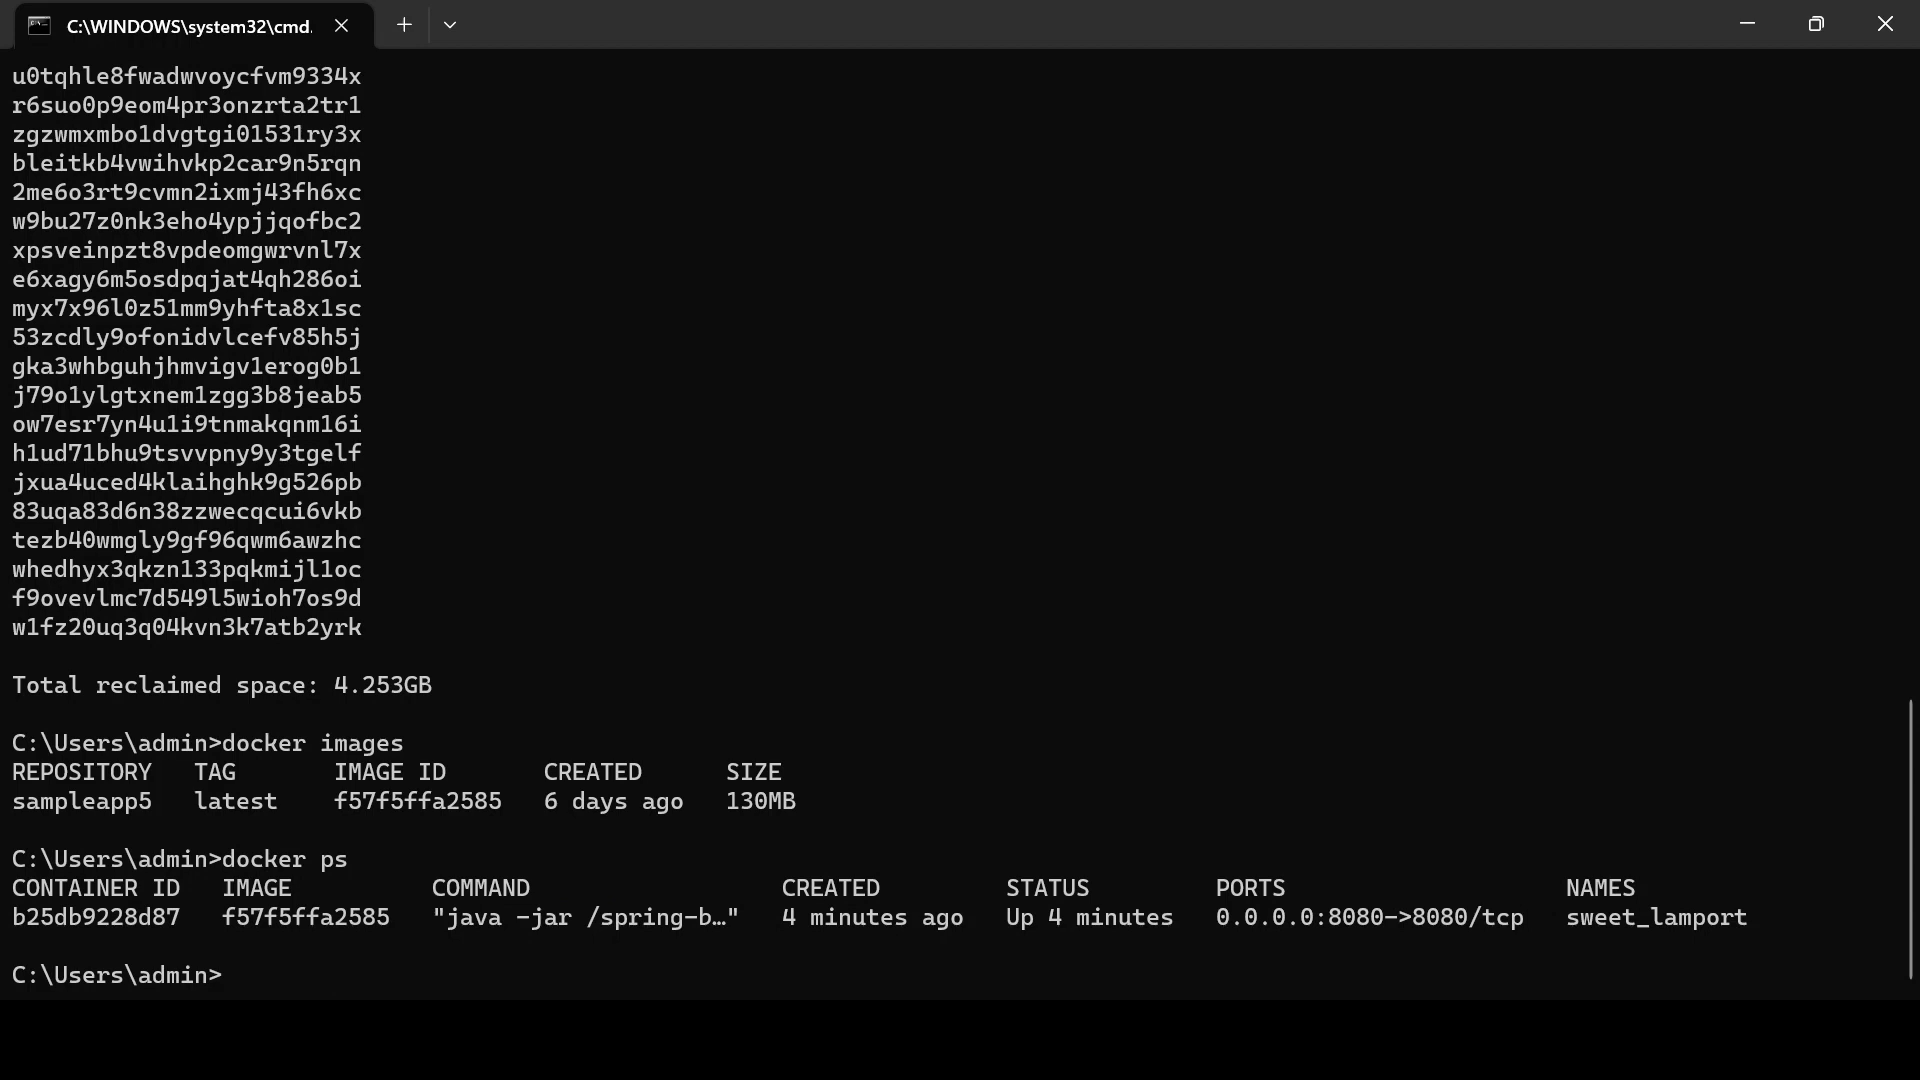 C:\WINDOWS\system32\cmd.
u0tqhle8fwadwvoycfvm9334x
r6suo0p9eom4pr3onzrta2tr1
zgzwmxmbo1dvgtgi01531ry3x
bleitkb4vwihvkp2car9n5rqn
2me6o3rt9cvmn2ixmj43fh6xc
w9bu27z0nk3eho4ypjjqofbc2
xpsveinpzt8vpdeomgwrvnl7x
e6xagy6m5osdpqjat4qh286oi
myx7x96l0z51mm9yhfta8x1sc
53zcdly9ofonidvlcefv85h5j
gka3whbguhjhmvigv1erog0b1
j79o1ylgtxnem1zgg3b8jeab5
ow7esr7yn4u1i9tnmakqnm16i
h1ud71bhu9tsvvpny9y3tgelf
jxua4uced4klaihghk9g526pb
83uqa83d6n38zzwecqcui6vkb
tezb40wmgly9gf96qwm6awzhc
whedhyx3qkzn133pqkmijl1oc
f9ovevlmc7d549l5wioh7os9d
w1fz20uq3q04kvn3k7atb2yrk
Total reclaimed space: 4.253GB
C:\Users\admin>docker images
REPOSITORY   TAG       IMAGE ID       CREATED      SIZE
sampleapp5   latest    f57f5ffa2585   6 days ago   130MB
C:\Users\admin>docker ps
CONTAINER ID   IMAGE          COMMAND                  CREATED         STATUS         PORTS                    NAMES
b25db9228d87   f57f5ffa2585   "java -jar /spring-b…"   4 minutes ago   Up 4 minutes   0.0.0.0:8080->8080/tcp   sweet_lamport
C:\Users\admin>